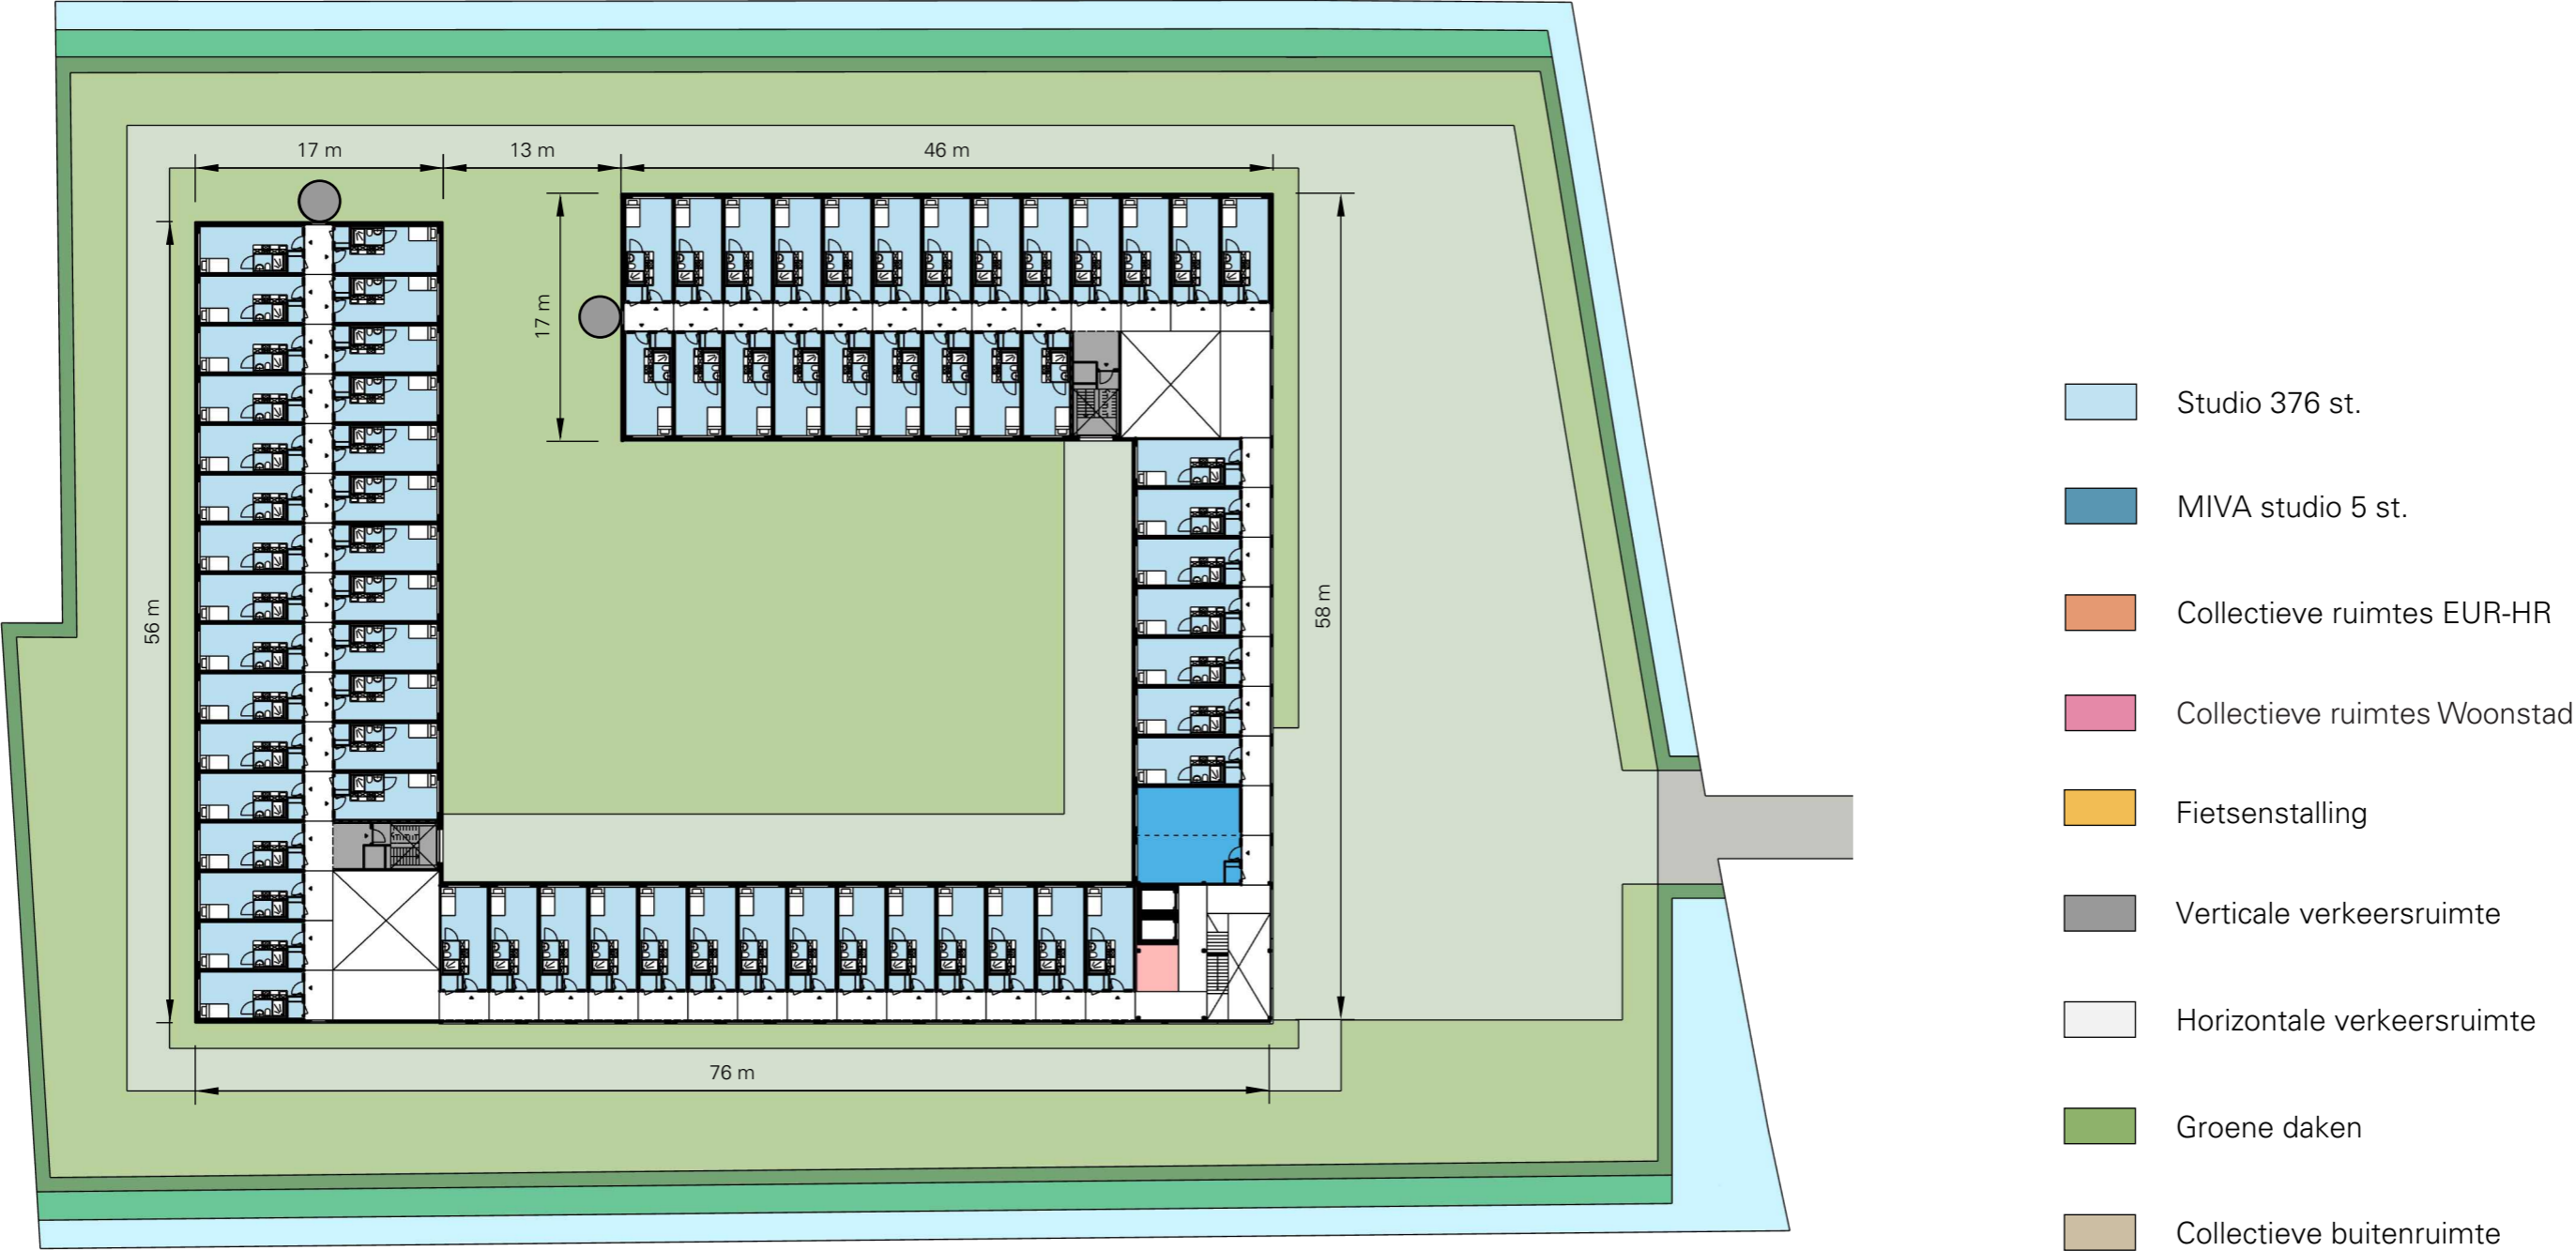 17 m
13 m
46 m
17 m
56 m
58 m
76 m
Studio 376 st.
MIVA studio 5 st.
Collectieve ruimtes EUR-HR
Collectieve ruimtes Woonstad
Fietsenstalling
Verticale verkeersruimte
Horizontale verkeersruimte
Groene daken
Collectieve buitenruimte